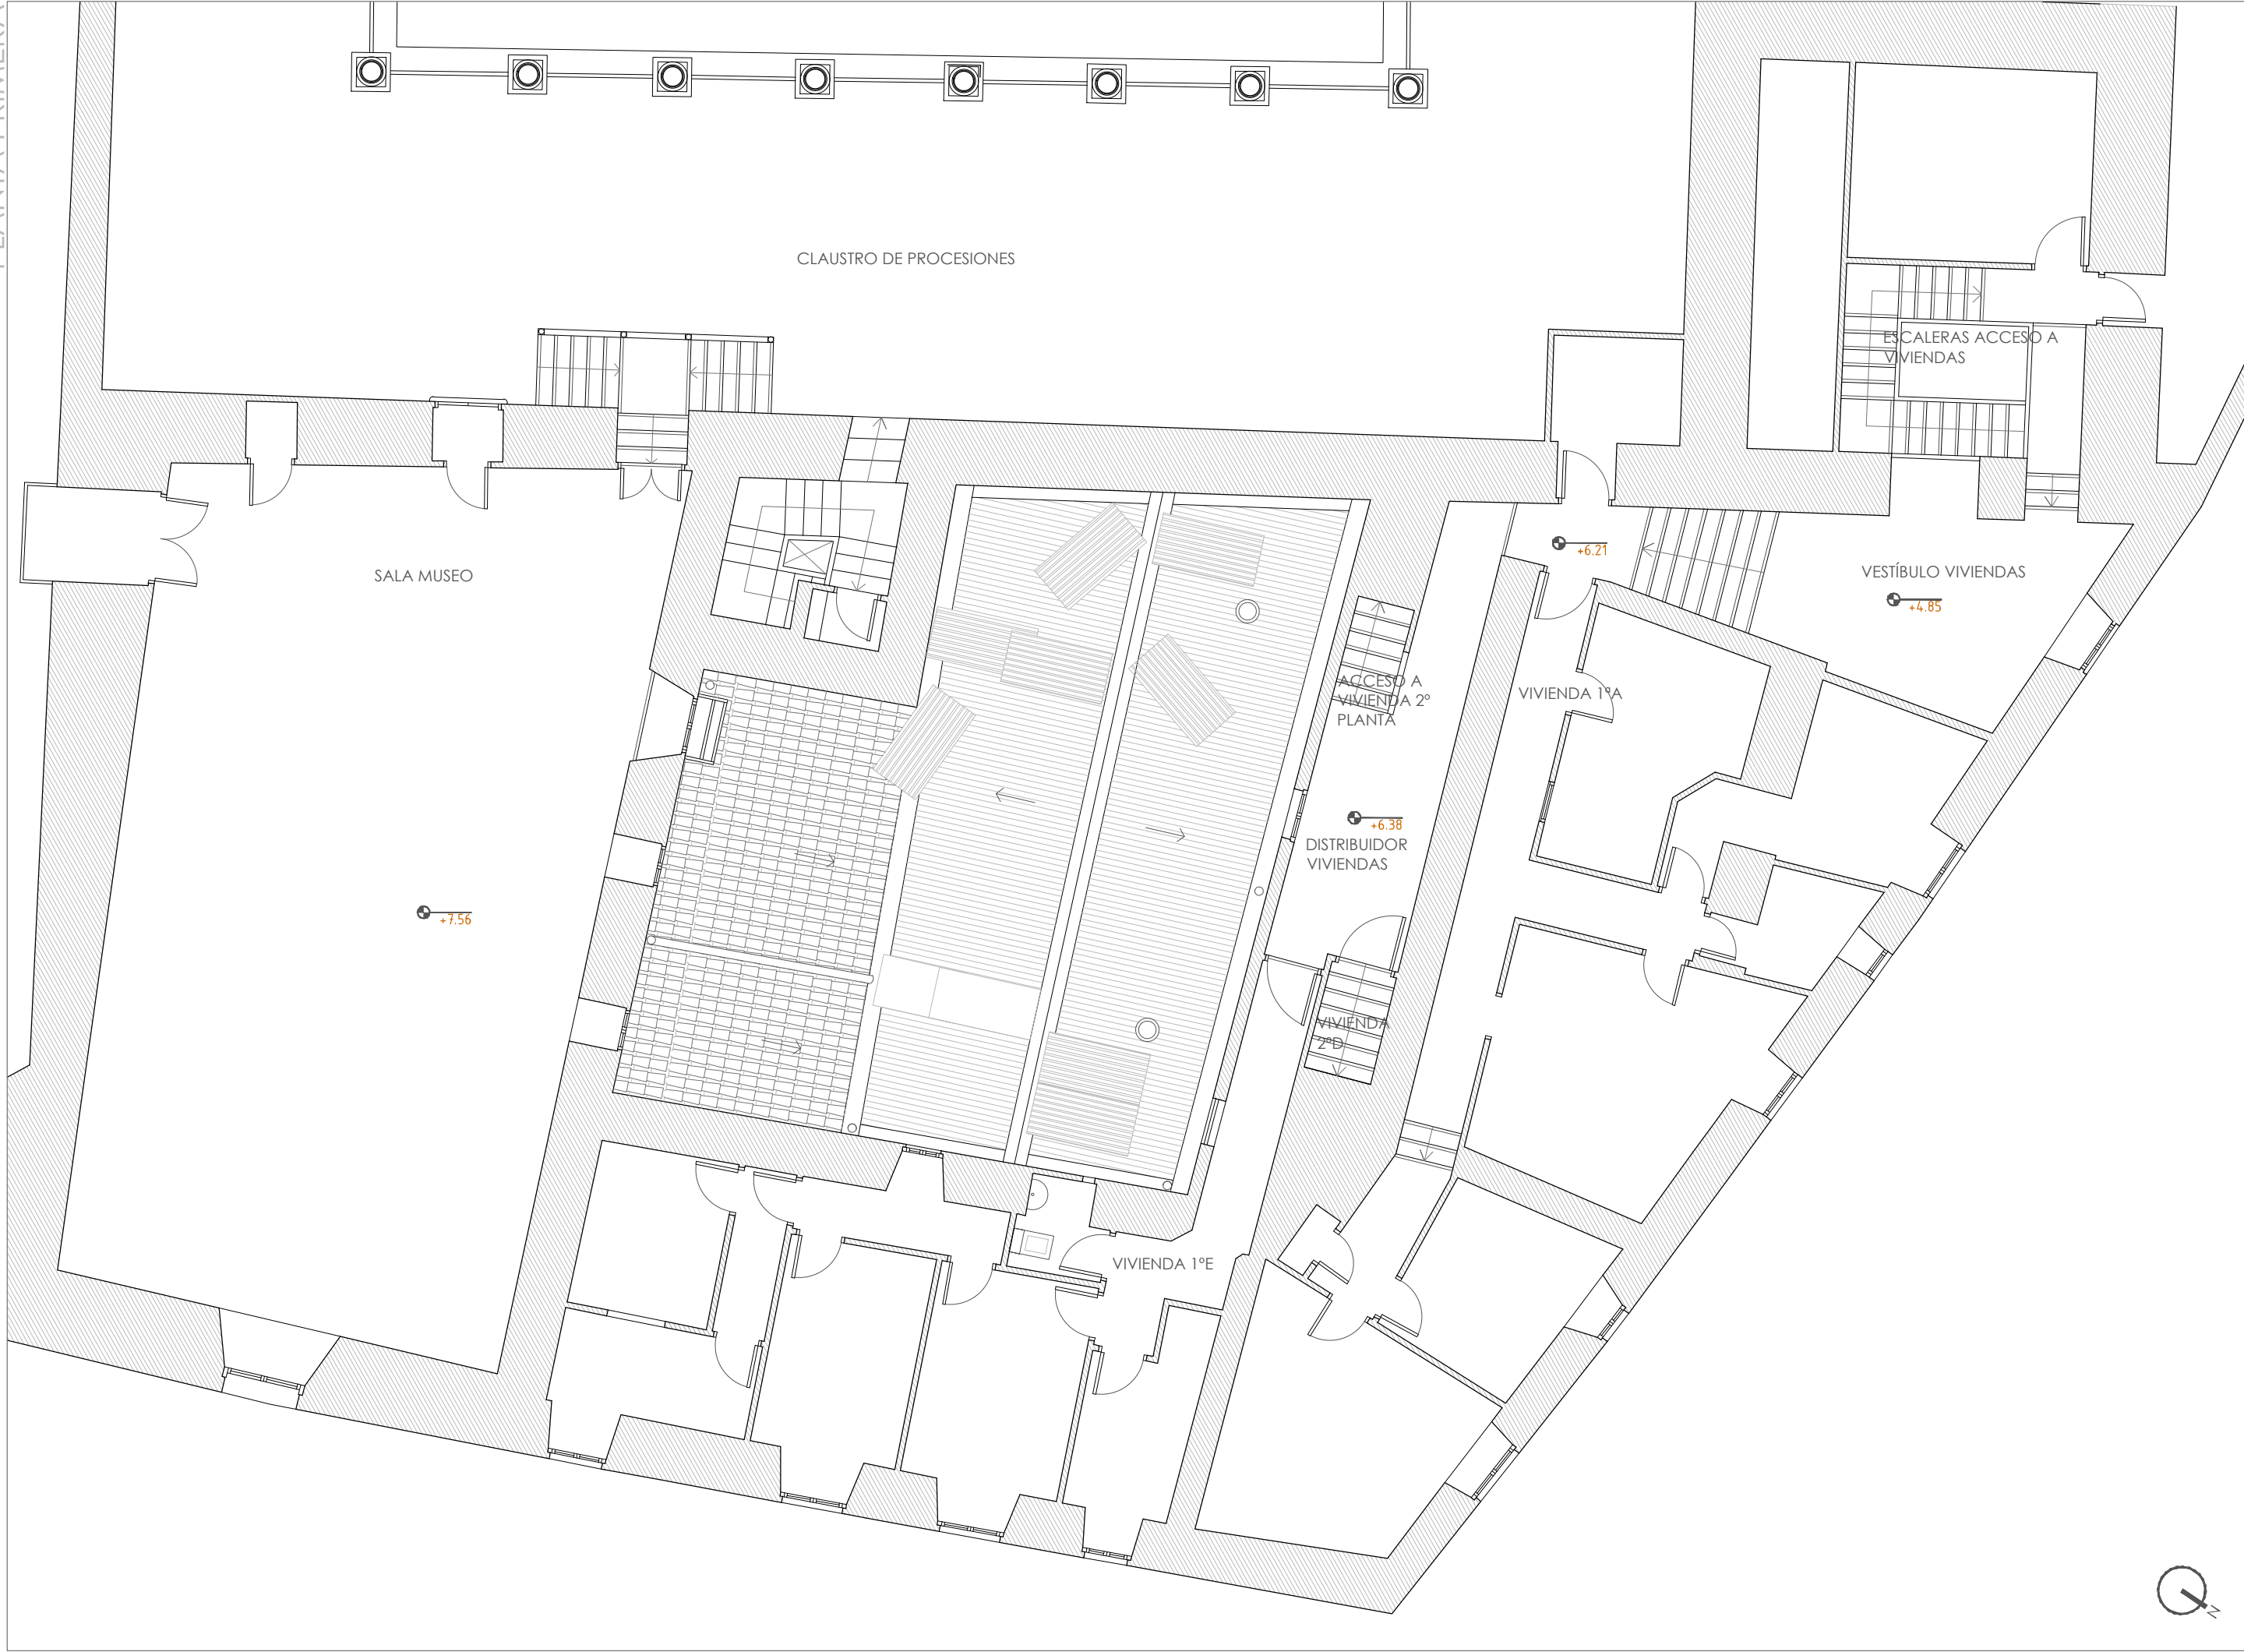 CLAUSTRO DE PROCESIONES
ESCALERAS ACCESO A
VIVIENDAS
+6.21
SALA MUSEO
VESTÍBULO VIVIENDAS
+4.85
ACCESO A
VIVIENDA 2º
PLANTA
VIVIENDA 1ºA
+6.38
DISTRIBUIDOR
VIVIENDAS
+7.56
VIVIENDA
2ºD
VIVIENDA 1ºE
N